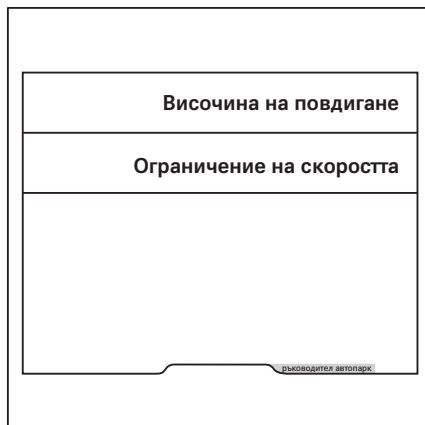 Височина на повдигане
Ограничение на скоростта
ръководител автопарк